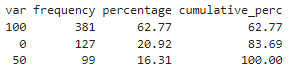 var frequency percentage cumulative_perc
100 381 62.77 62.77
0 127 20.92 83.69
50 99 16.31 100.00